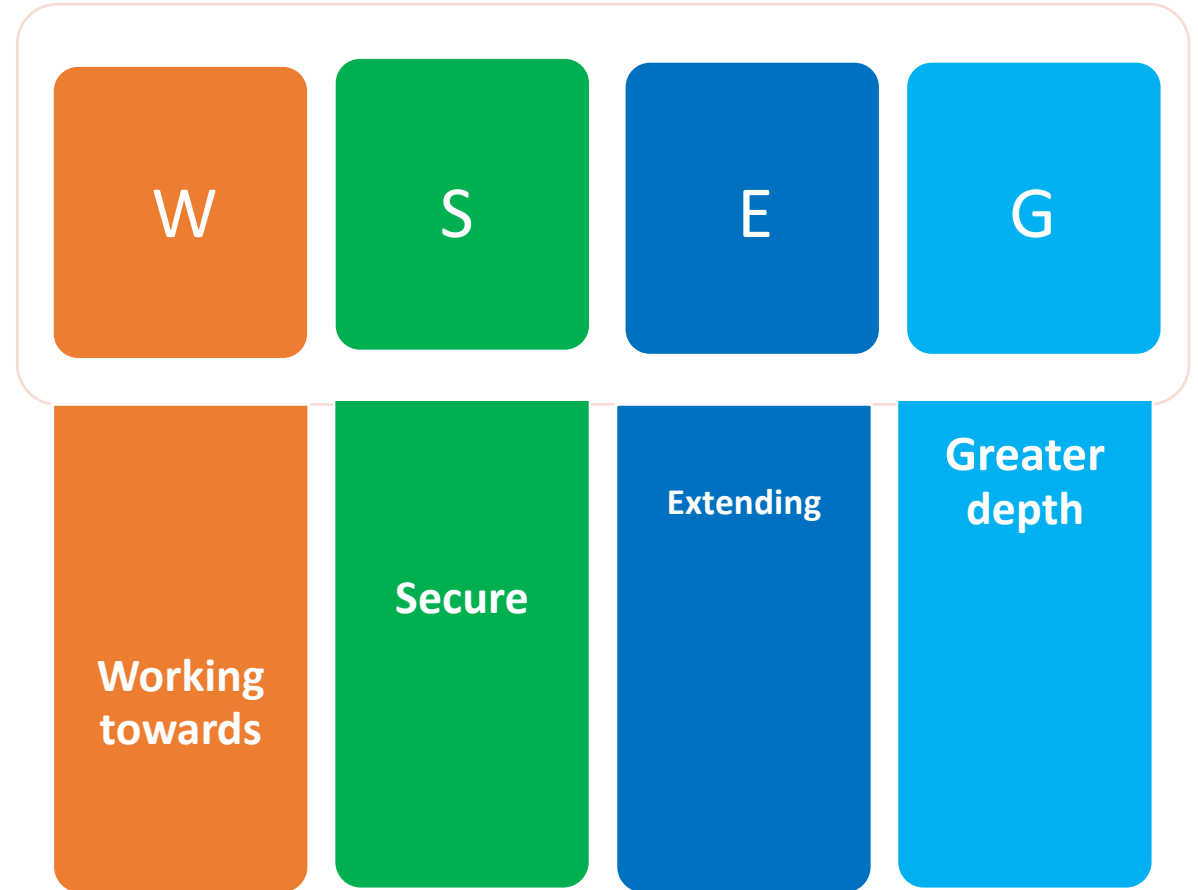 W
S
E
G
Working
towards
Secure
Extending
Greater
depth